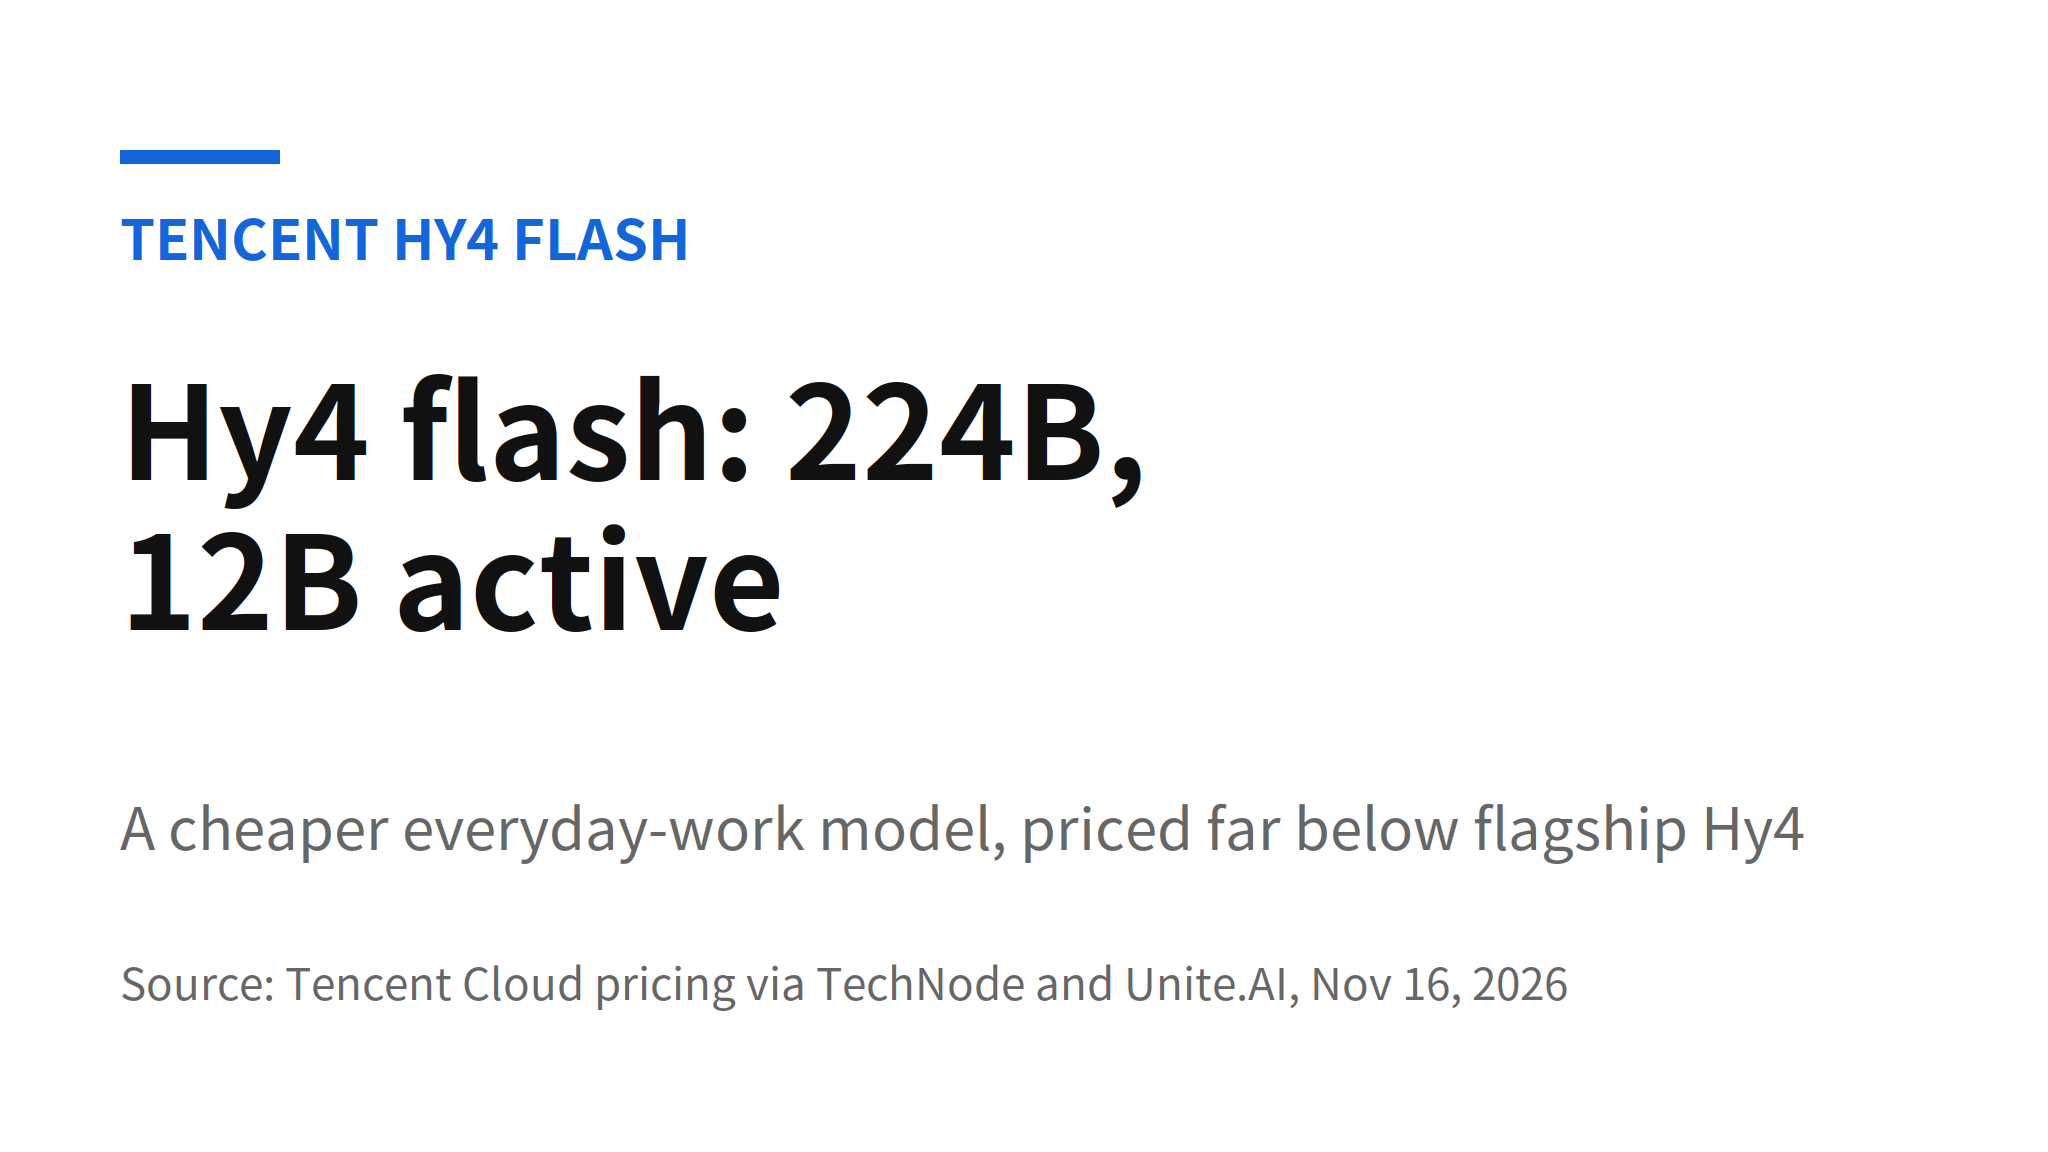 TENCENT HY4 FLASH
Hy4 flash: 224B,
12B active
A cheaper everyday-work model, priced far below flagship Hy4
Source: Tencent Cloud pricing via TechNode and Unite.AI, Nov 16, 2026